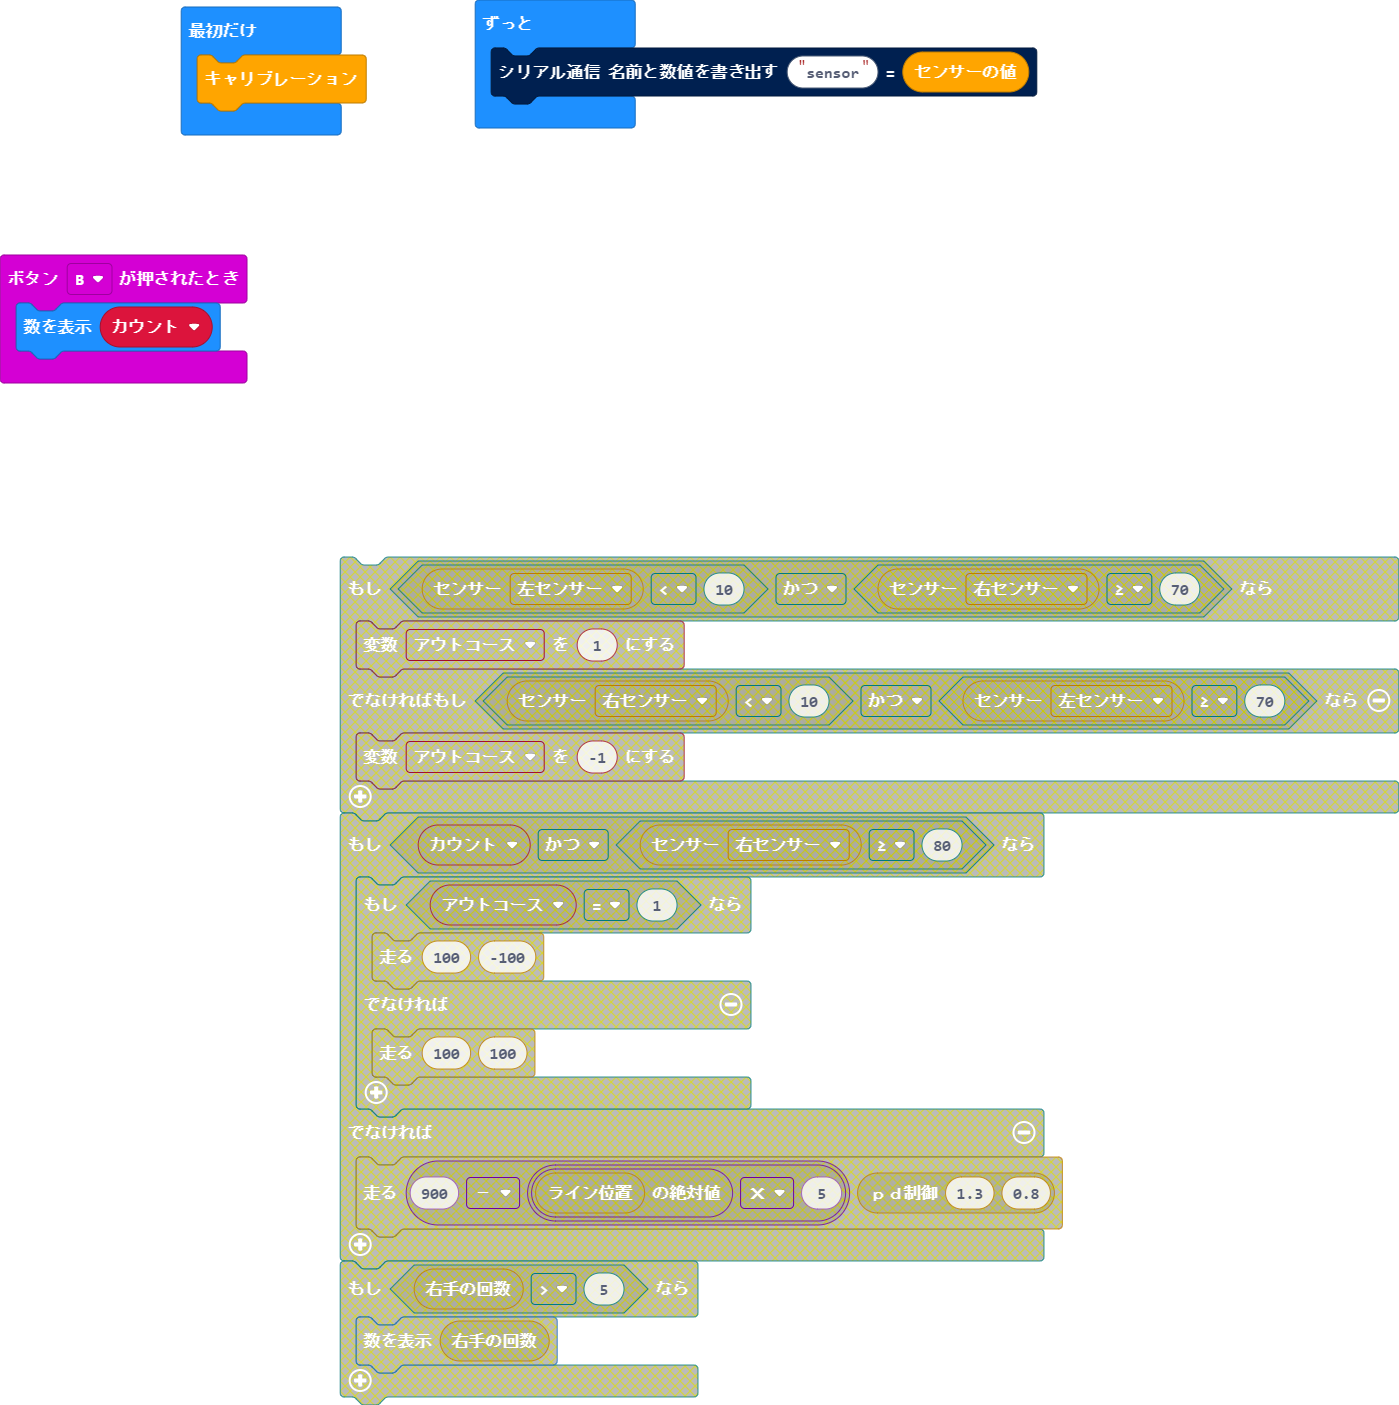 最初だけ
キャリブレーション
ずっと
シリアル通信 名前と数値を書き出す "sensor" = センサーの値
ボタン B が押されたとき
数を表示 カウント
もし センサー 左センサー < 10 かつ センサー 右センサー ≥ 70 なら
変数 アウトコース を 1 にする
でなければもし センサー 右センサー < 10 かつ センサー 左センサー ≥ 70 なら
変数 アウトコース を -1 にする
もし カウント かつ センサー 右センサー ≥ 80 なら
もし アウトコース = 1 なら
走る 100 -100
でなければ
走る 100 100
でなければ
走る 900 - ライン位置 の絶対値 × 5 ｐｄ制御 1.3 0.8
もし 右手の回数 > 5 なら
数を表示 右手の回数